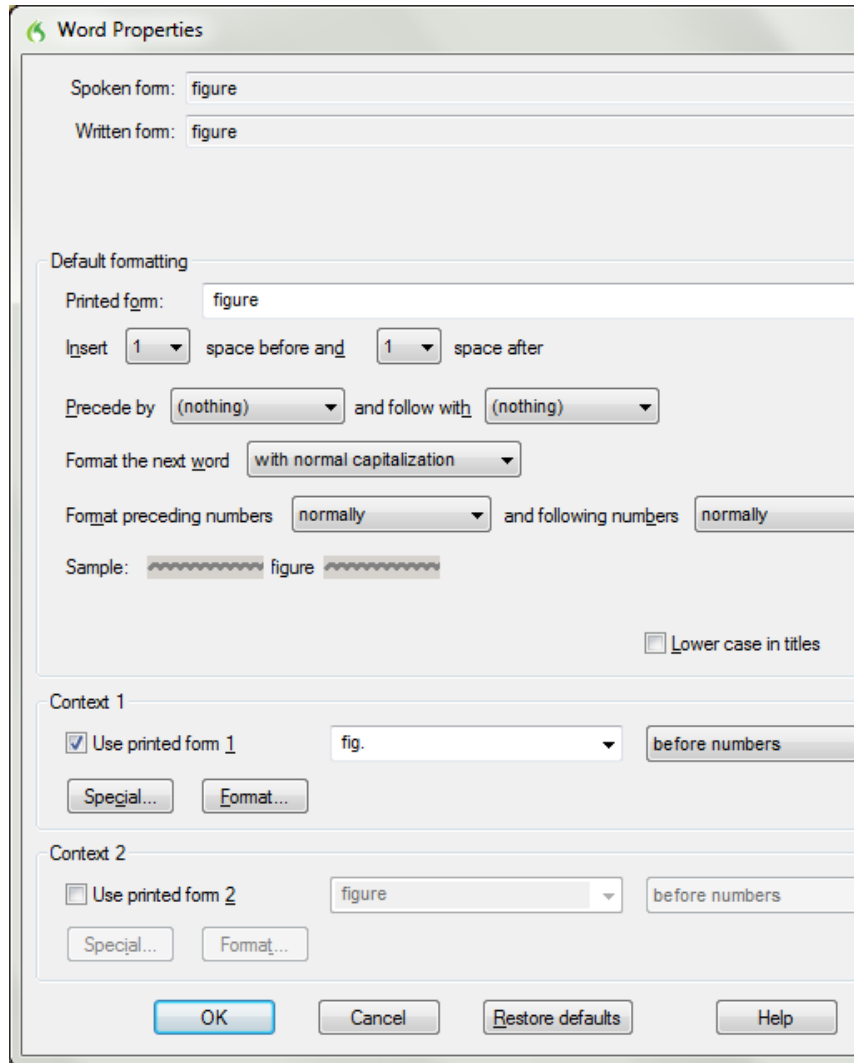 Word Properties
Spoken form: figure
Written form: figure
Default formatting
Printed form: figure
Insert 1 space before and 1 space after
Precede by (nothing) and follow with (nothing)
Format the next word with normal capitalization
Format preceding numbers normally and following numbers normally
Sample: figure
Lower case in titles
Context 1
Use printed form 1 fig. before numbers
Special... Format...
Context 2
Use printed form 2 figure before numbers
Special... Format...
OK Cancel Restore defaults Help